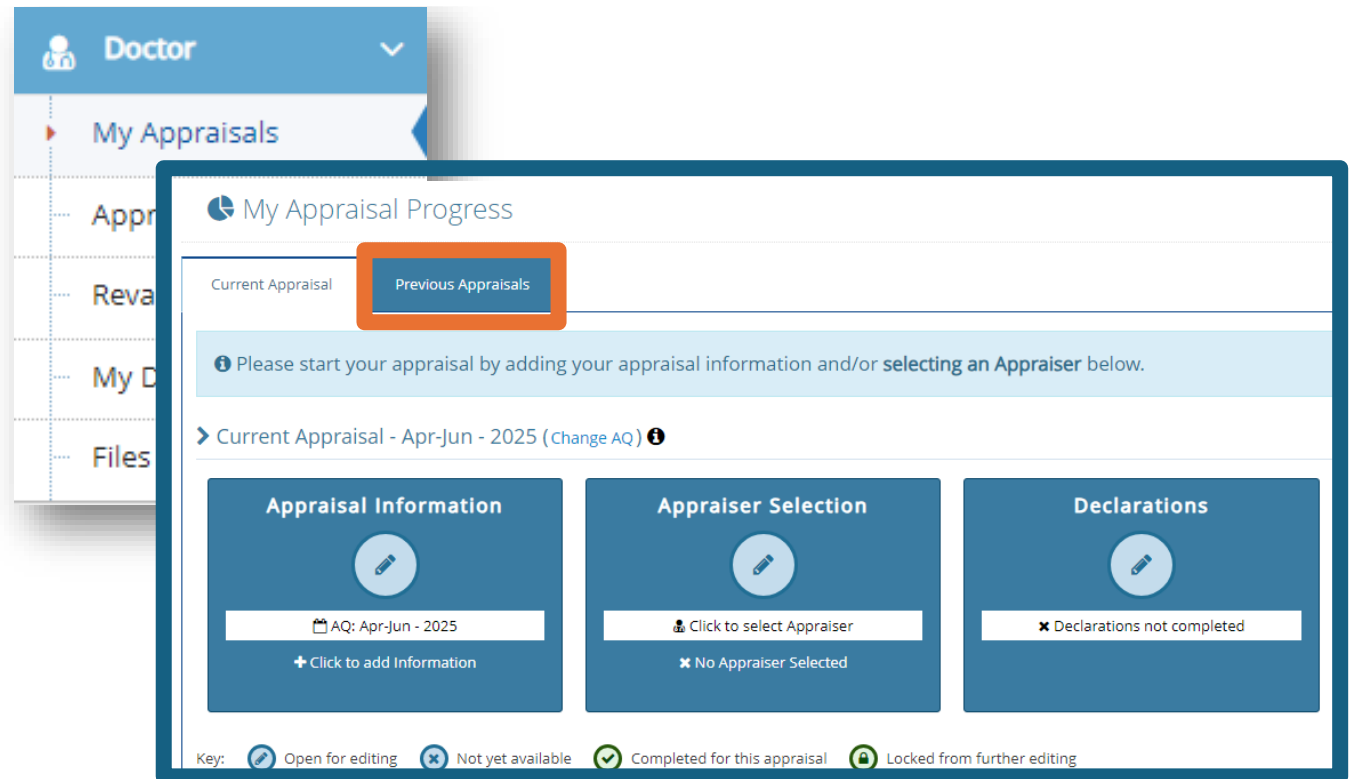 Doctor
My Appraisals
Appr
Reva
My D
Files
My Appraisal Progress
Current Appraisal
Previous Appraisals
Please start your appraisal by adding your appraisal information and/or selecting an Appraiser below.
Current Appraisal - Apr-Jun - 2025 (Change AQ)
Appraisal Information
AQ: Apr-Jun - 2025
Click to add Information
Appraiser Selection
Click to select Appraiser
No Appraiser Selected
Declarations
Declarations not completed
Key: Open for editing Not yet available Completed for this appraisal Locked from further editing